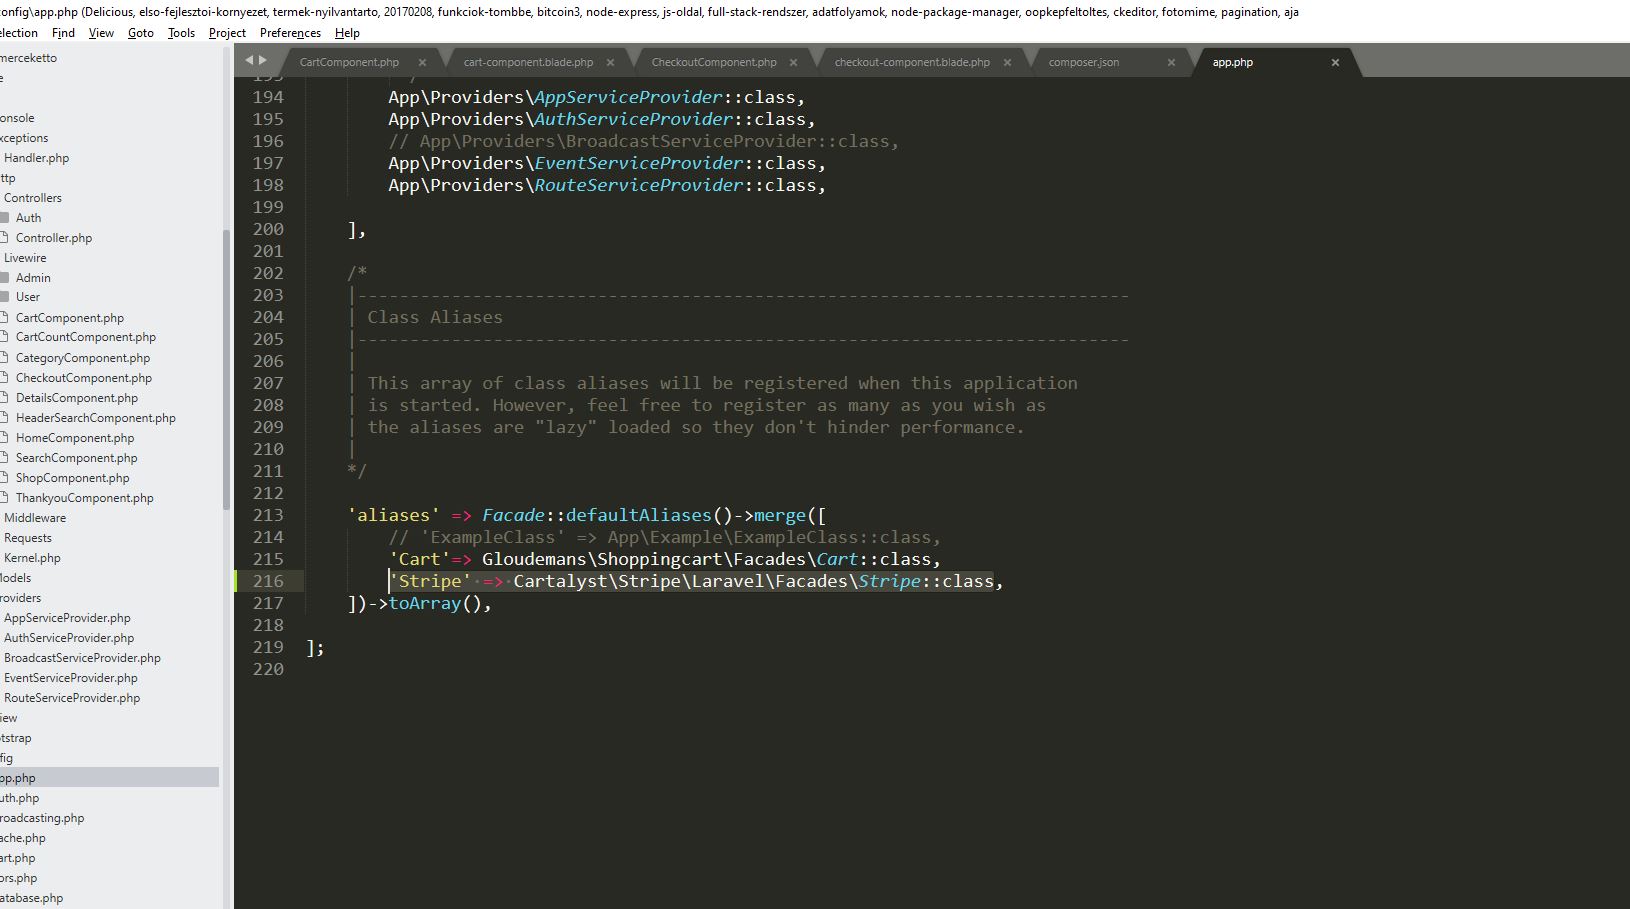 config\app.php (Delicious, elso-fejlesztoi-kornyezet, termek-nyilvantarto, 20170208, funkciok-tombbe, bitcoin3, node-express, js-oldal, full-stack-rendszer, adatfolyamok, node-package-manager, oopkepfeltoltes, ckeditor, fotomime, pagination, aja
election Find View Goto Tools Project Preferences Help
CartComponent.php cart-component.blade.php CheckoutComponent.php checkout-component.blade.php composer.json app.php
merceketto
e
onsole
xceptions
Handler.php
ttp
Controllers
Auth
Controller.php
Livewire
Admin
User
CartComponent.php
CartCountComponent.php
CategoryComponent.php
CheckoutComponent.php
DetailsComponent.php
HeaderSearchComponent.php
HomeComponent.php
SearchComponent.php
ShopComponent.php
ThankyouComponent.php
Middleware
Requests
Kernel.php
Models
roviders
AppServiceProvider.php
AuthServiceProvider.php
BroadcastServiceProvider.php
EventServiceProvider.php
RouteServiceProvider.php
iew
tstrap
fig
pp.php
uth.php
roadcasting.php
ache.php
art.php
ors.php
atabase.php
193 */
194 App\Providers\AppServiceProvider::class,
195 App\Providers\AuthServiceProvider::class,
196 // App\Providers\BroadcastServiceProvider::class,
197 App\Providers\EventServiceProvider::class,
198 App\Providers\RouteServiceProvider::class,
199
200 ],
201
202 /*
203 |--------------------------------------------------------------------------
204 | Class Aliases
205 |--------------------------------------------------------------------------
206 |
207 | This array of class aliases will be registered when this application
208 | is started. However, feel free to register as many as you wish as
209 | the aliases are "lazy" loaded so they don't hinder performance.
210 |
211 */
212
213 'aliases' => Facade::defaultAliases()->merge([
214 // 'ExampleClass' => App\Example\ExampleClass::class,
215 'Cart'=> Gloudemans\Shoppingcart\Facades\Cart::class,
216 'Stripe' => Cartalyst\Stripe\Laravel\Facades\Stripe::class,
217 ])->toArray(),
218
219 ];
220